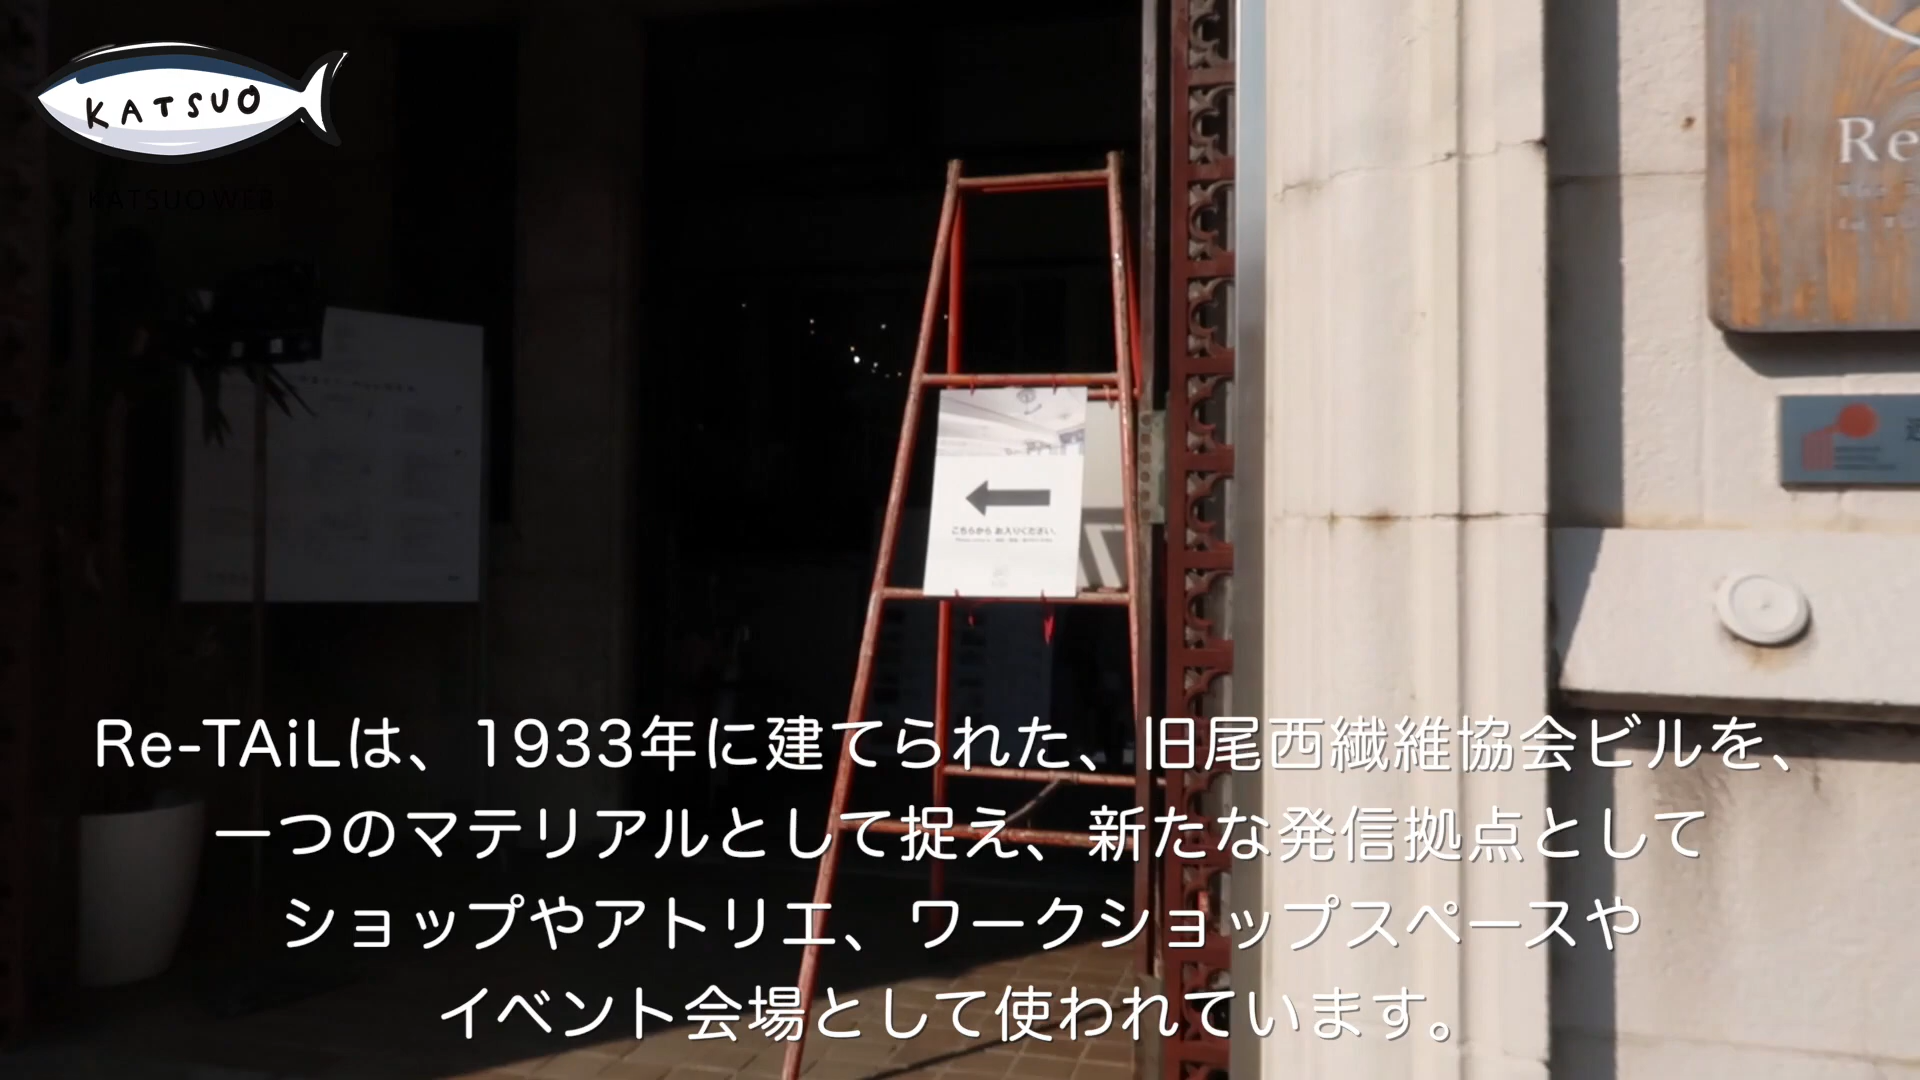 KATSUO
KATSUO WEB
Re
こちらから お入りください。
Re-TAiLは、1933年に建てられた、旧尾西繊維協会ビルを、
一つのマテリアルとして捉え、新たな発信拠点として
ショップやアトリエ、ワークショップスペースや
イベント会場として使われています。